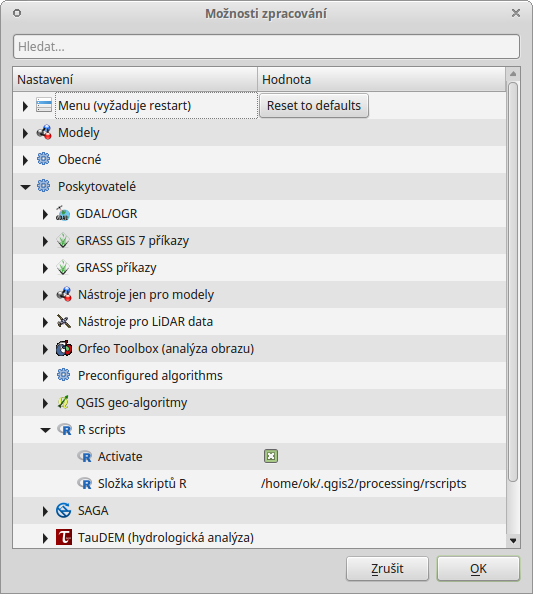 Možnosti zpracování
Hledat...
Nastavení Hodnota
Menu (vyžaduje restart) Reset to defaults
Modely
Obecné
Poskytovatelé
GDAL/OGR
GRASS GIS 7 příkazy
GRASS příkazy
Nástroje jen pro modely
Nástroje pro LiDAR data
Orfeo Toolbox (analýza obrazu)
Preconfigured algorithms
QGIS geo-algoritmy
R scripts
Activate
Složka skriptů R /home/ok/.qgis2/processing/rscripts
SAGA
TauDEM (hydrologická analýza)
Zrušit OK